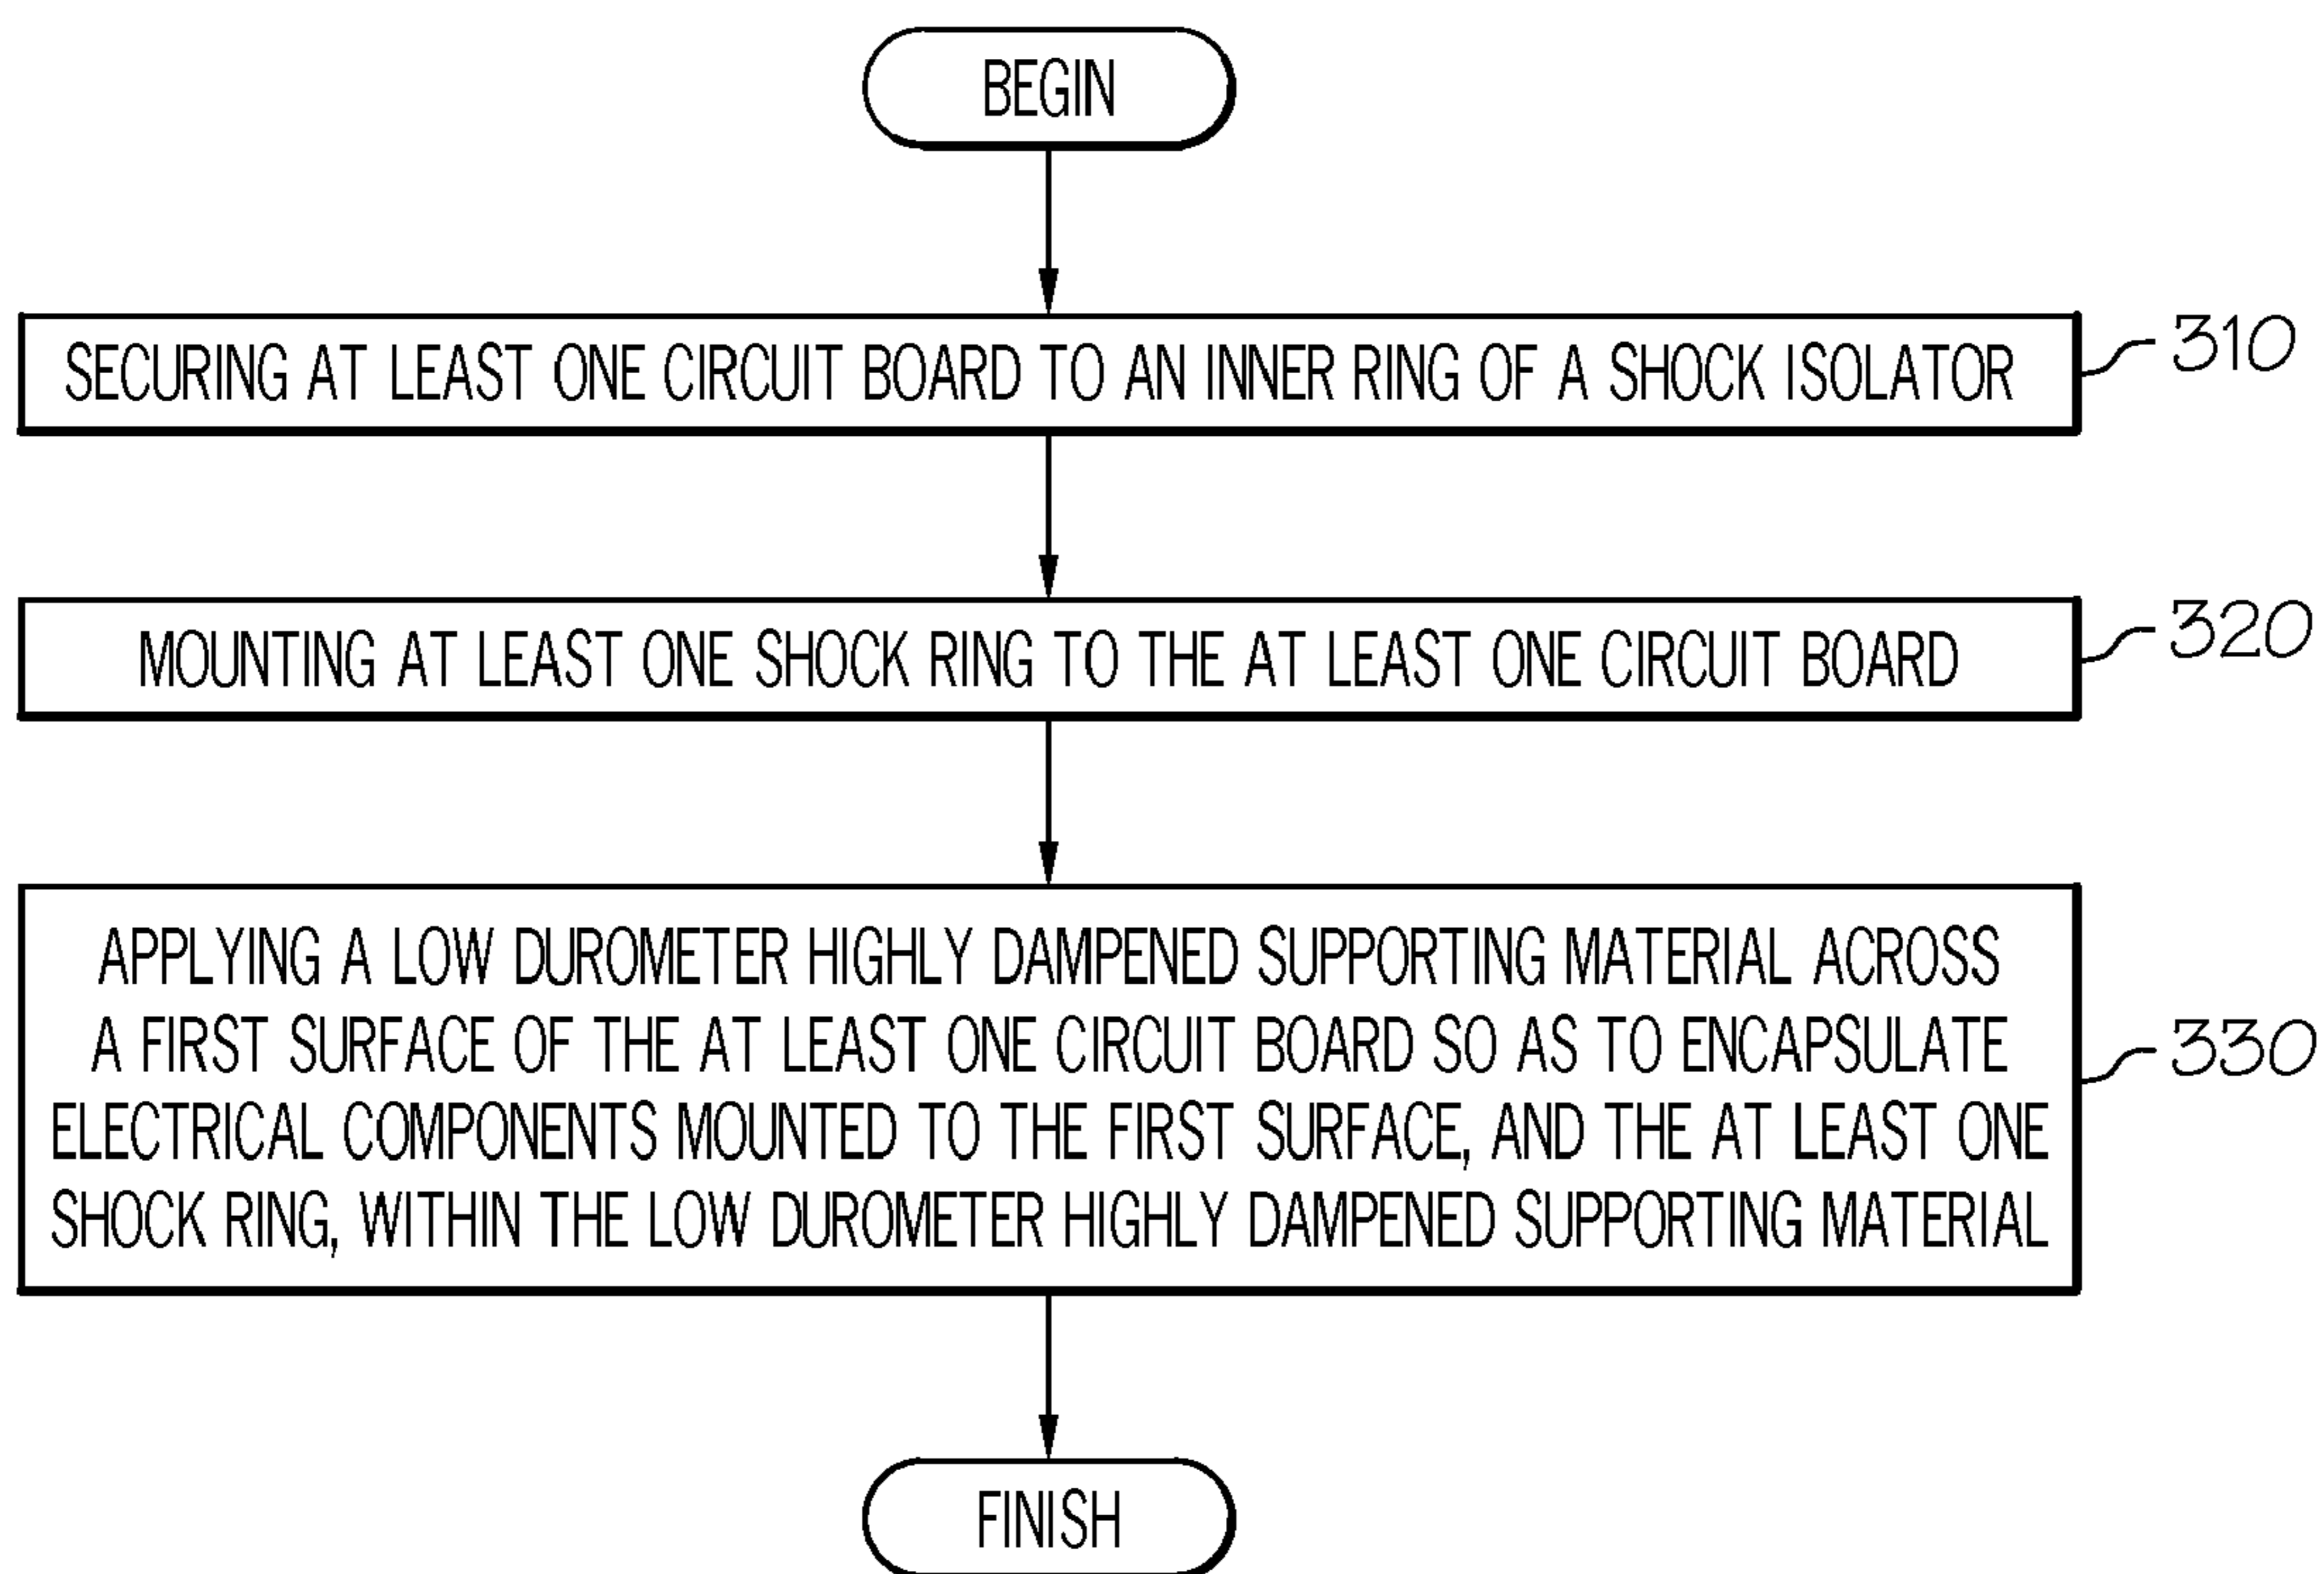 BEGIN
SECURING AT LEAST ONE CIRCUIT BOARD TO AN INNER RING OF A SHOCK ISOLATOR
310
MOUNTING AT LEAST ONE SHOCK RING TO THE AT LEAST ONE CIRCUIT BOARD
320
APPLYING A LOW DUROMETER HIGHLY DAMPENED SUPPORTING MATERIAL ACROSS
A FIRST SURFACE OF THE AT LEAST ONE CIRCUIT BOARD SO AS TO ENCAPSULATE
ELECTRICAL COMPONENTS MOUNTED TO THE FIRST SURFACE, AND THE AT LEAST ONE
SHOCK RING, WITHIN THE LOW DUROMETER HIGHLY DAMPENED SUPPORTING MATERIAL
330
FINISH